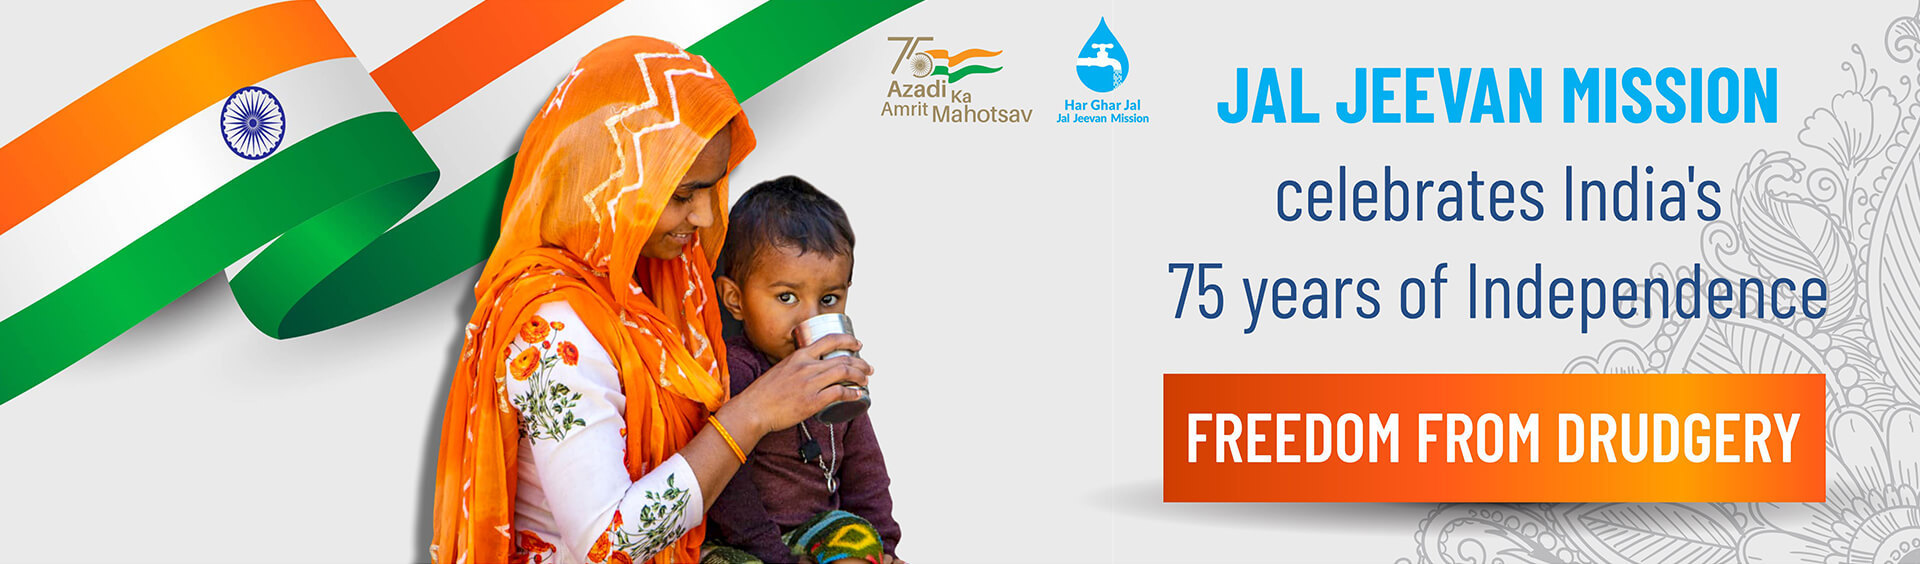 75
Azadi Ka
Amrit Mahotsav
Har Ghar Jal
Jal Jeevan Mission
JAL JEEVAN MISSION
celebrates India's
75 years of Independence
FREEDOM FROM DRUDGERY